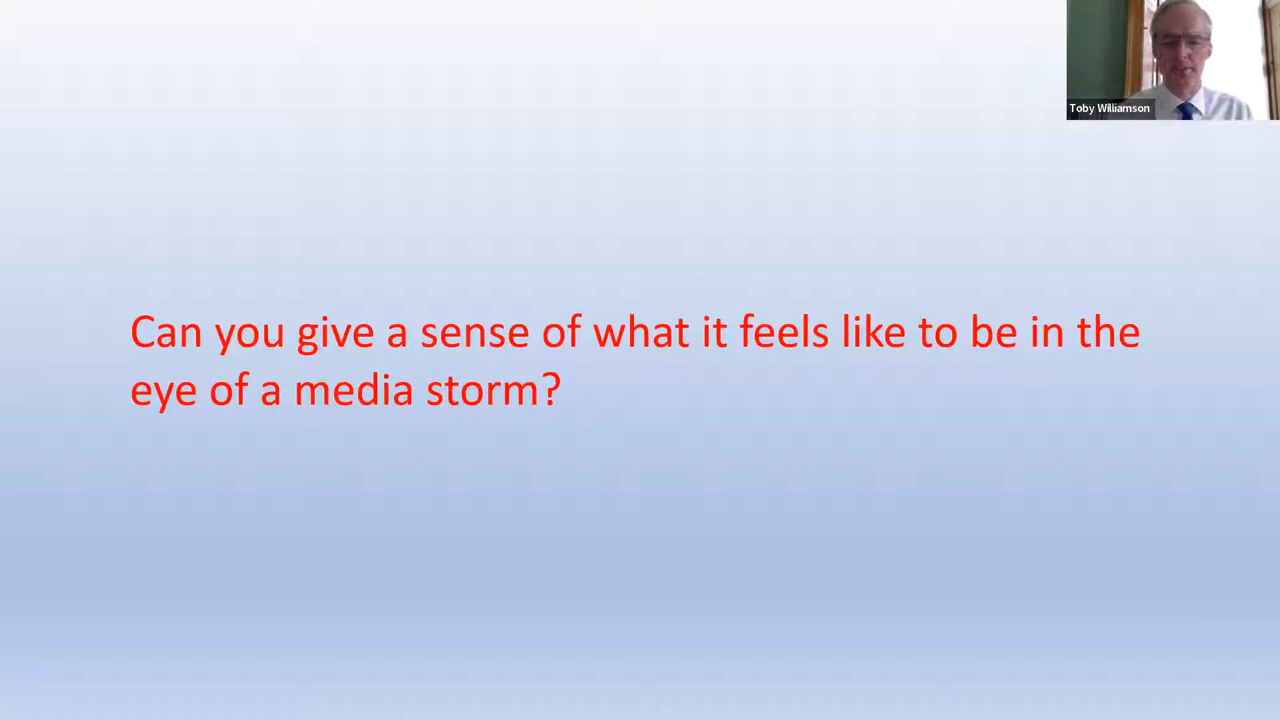 Toby Williamson
Can you give a sense of what it feels like to be in the
eye of a media storm?